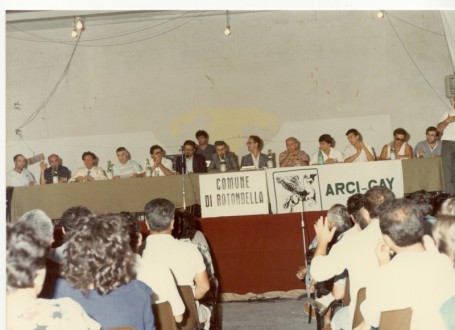 COMUNE
DI ROTONDELLA
ARCI-GAY